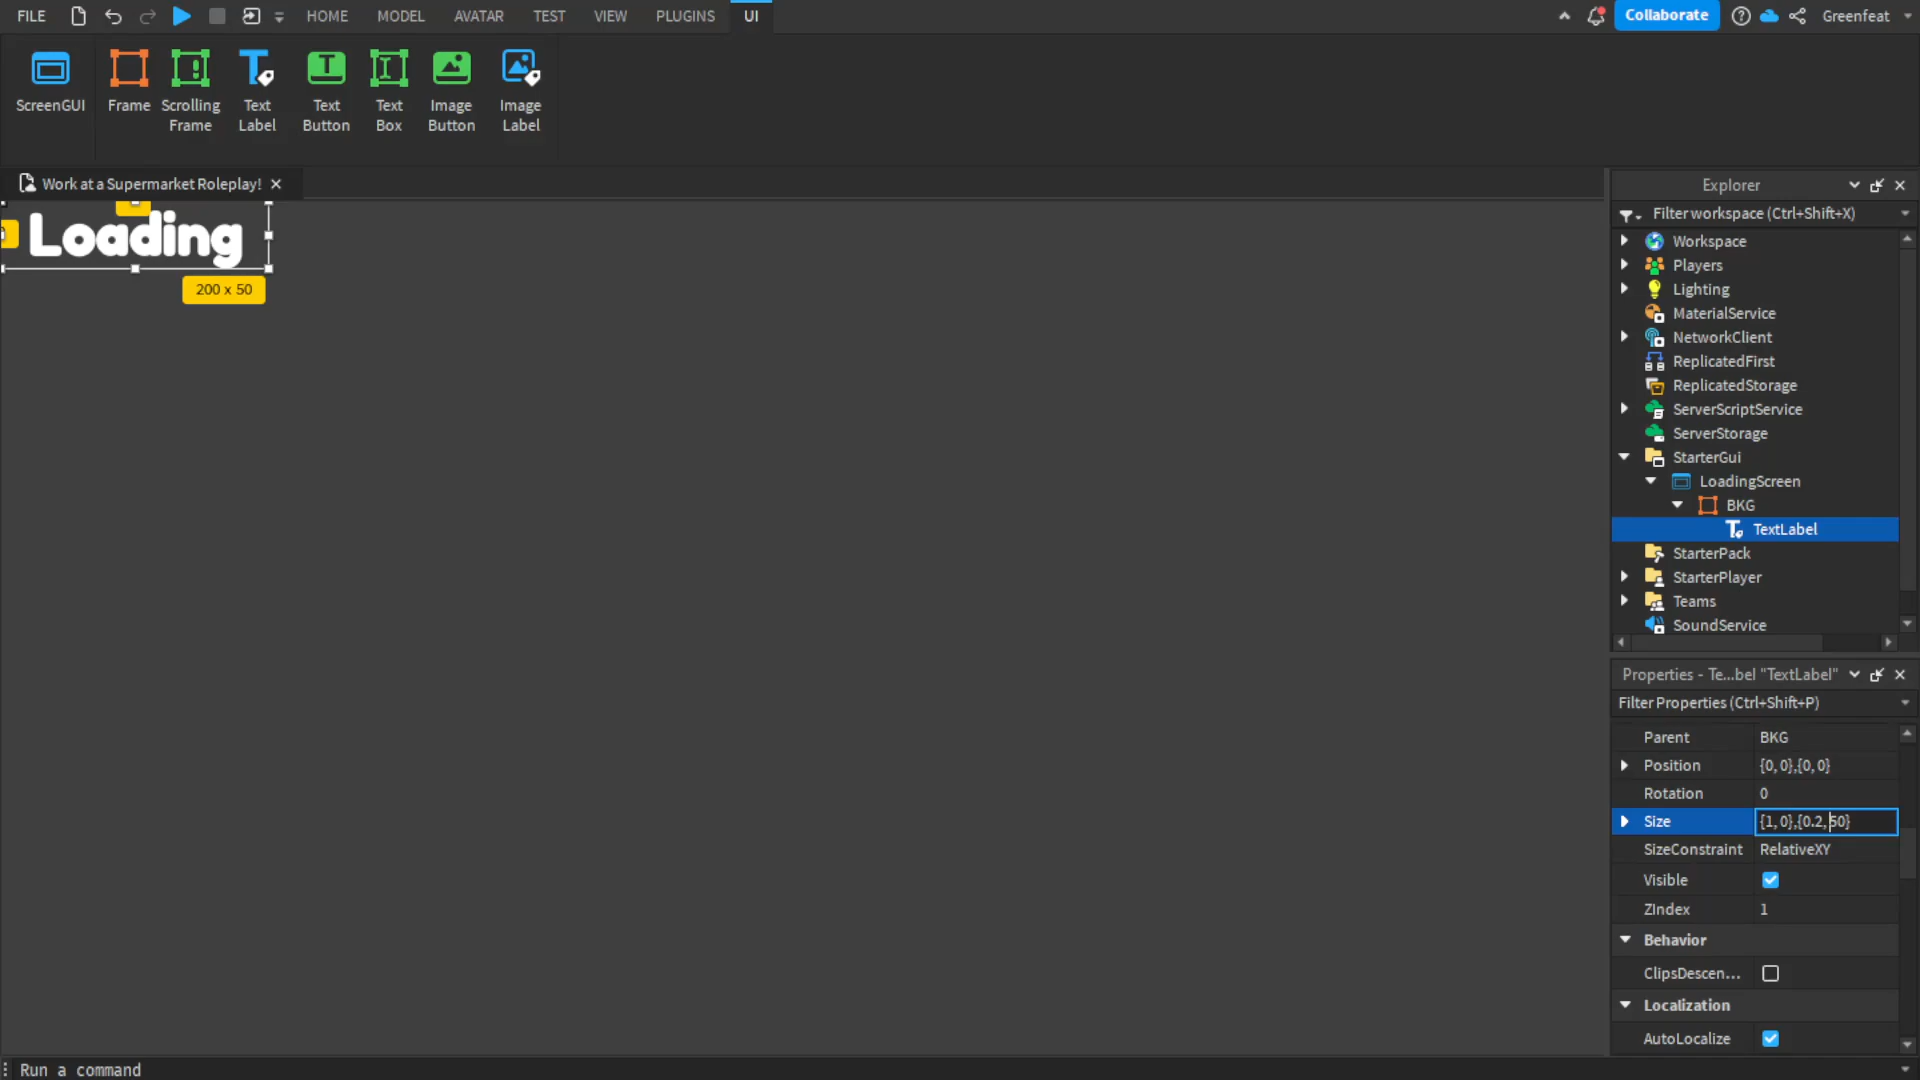 FILE HOME MODEL AVATAR TEST VIEW PLUGINS UI Collaborate Greenfeat
ScreenGUI
Frame
Scrolling
Frame
Text
Label
Text
Button
Text
Box
Image
Button
Image
Label
Work at a Supermarket Roleplay!
Loading
200 x 50
Explorer
Filter workspace (Ctrl+Shift+X)
Workspace
Players
Lighting
MaterialService
NetworkClient
ReplicatedFirst
ReplicatedStorage
ServerScriptService
ServerStorage
StarterGui
LoadingScreen
BKG
TextLabel
StarterPack
StarterPlayer
Teams
SoundService
Properties - Te...bel "TextLabel"
Filter Properties (Ctrl+Shift+P)
Parent BKG
Position {0, 0},{0, 0}
Rotation 0
Size {1, 0},{0.2, 50}
SizeConstraint RelativeXY
Visible
ZIndex 1
Behavior
ClipsDescen...
Localization
AutoLocalize
Run a command